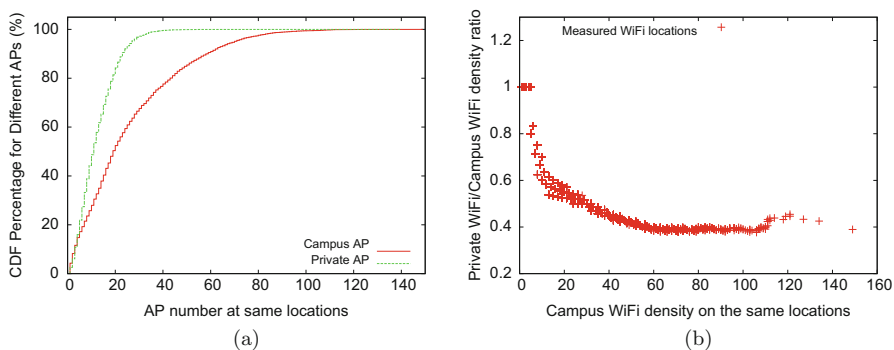 CDF Percentage for Different APs (%)
100
80
60
40
20
0
Campus AP
Private AP
0 20 40 60 80 100 120 140
AP number at same locations
(a)
Private WiFi/Campus WiFi density ratio
1.2
1
0.8
0.6
0.4
0.2
Measured WiFi locations
0 20 40 60 80 100 120 140 160
Campus WiFi density on the same locations
(b)